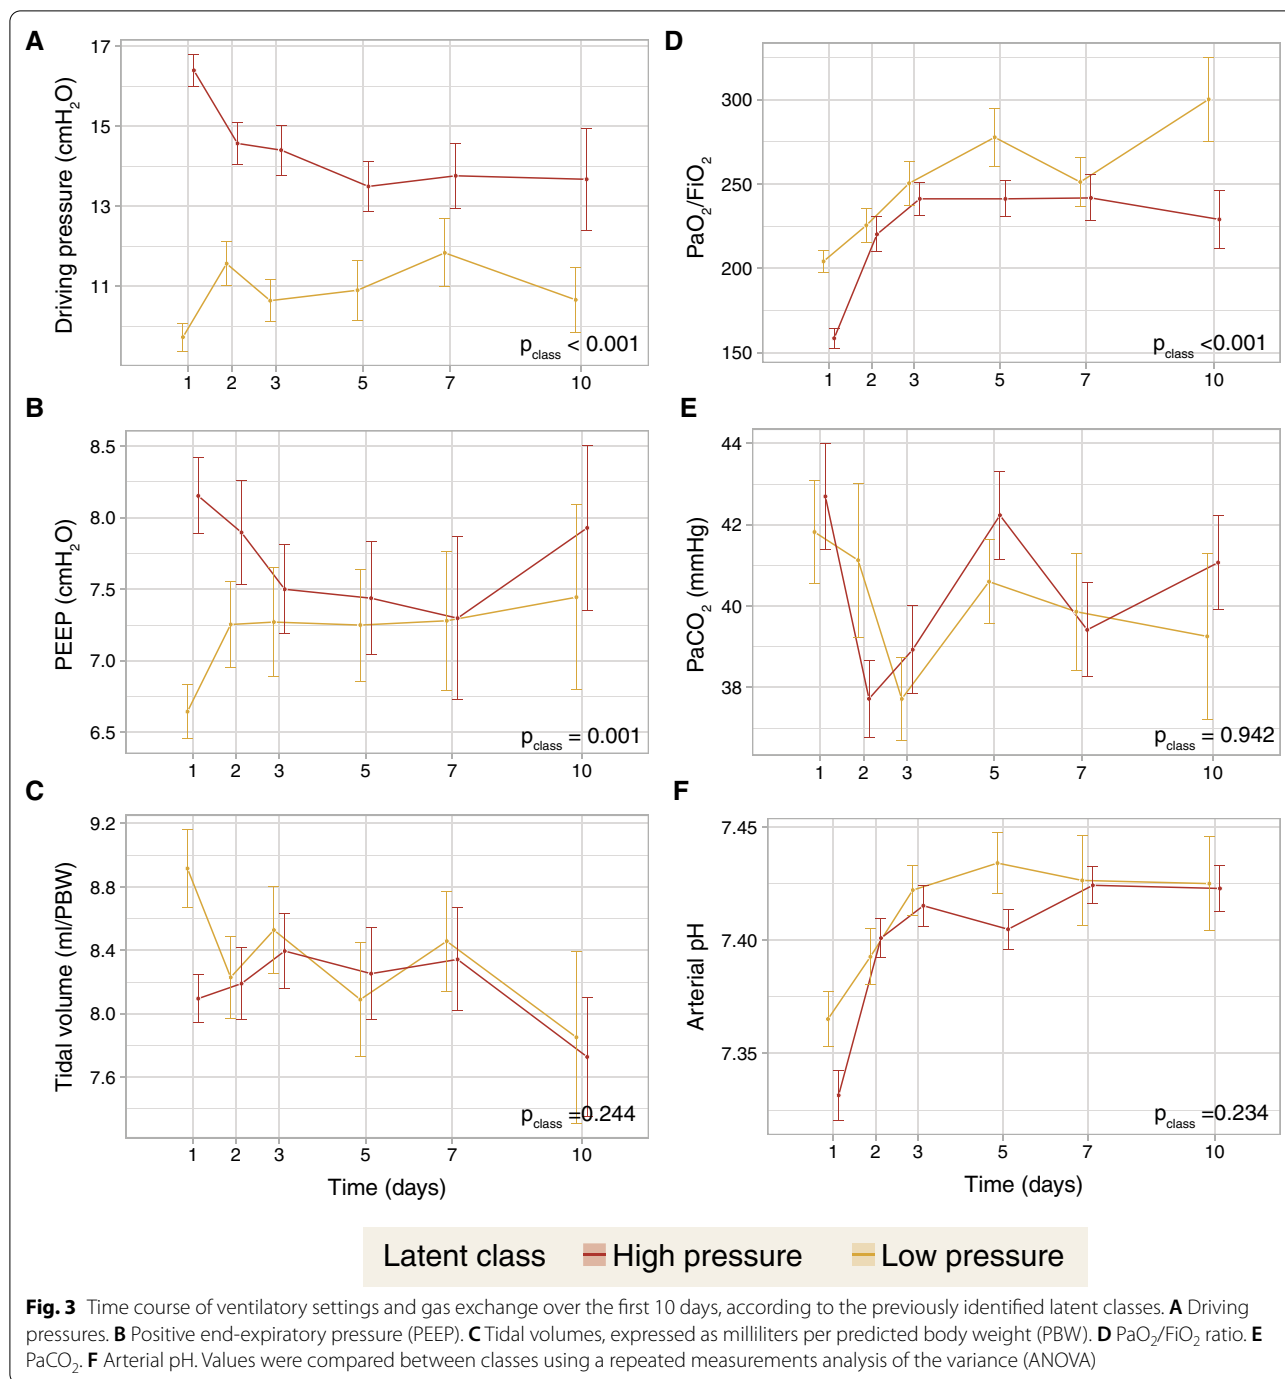 A
Driving pressure (cmH₂O)
17
15
13
11
p_class < 0.001
1 2 3 5 7 10
B
PEEP (cmH₂O)
8.5
8.0
7.5
7.0
6.5
p_class = 0.001
1 2 3 5 7 10
C
Tidal volume (ml/PBW)
9.2
8.8
8.4
8.0
7.6
p_class =0.244
1 2 3 5 7 10
Time (days)
D
PaO₂/FiO₂
300
250
200
150
p_class <0.001
1 2 3 5 7 10
E
PaCO₂ (mmHg)
44
42
40
38
p_class = 0.942
1 2 3 5 7 10
F
Arterial pH
7.45
7.40
7.35
p_class =0.234
1 2 3 5 7 10
Time (days)
Latent class High pressure Low pressure
Fig. 3 Time course of ventilatory settings and gas exchange over the first 10 days, according to the previously identified latent classes. A Driving
pressures. B Positive end-expiratory pressure (PEEP). C Tidal volumes, expressed as milliliters per predicted body weight (PBW). D PaO₂/FiO₂ ratio. E
PaCO₂. F Arterial pH. Values were compared between classes using a repeated measurements analysis of the variance (ANOVA)